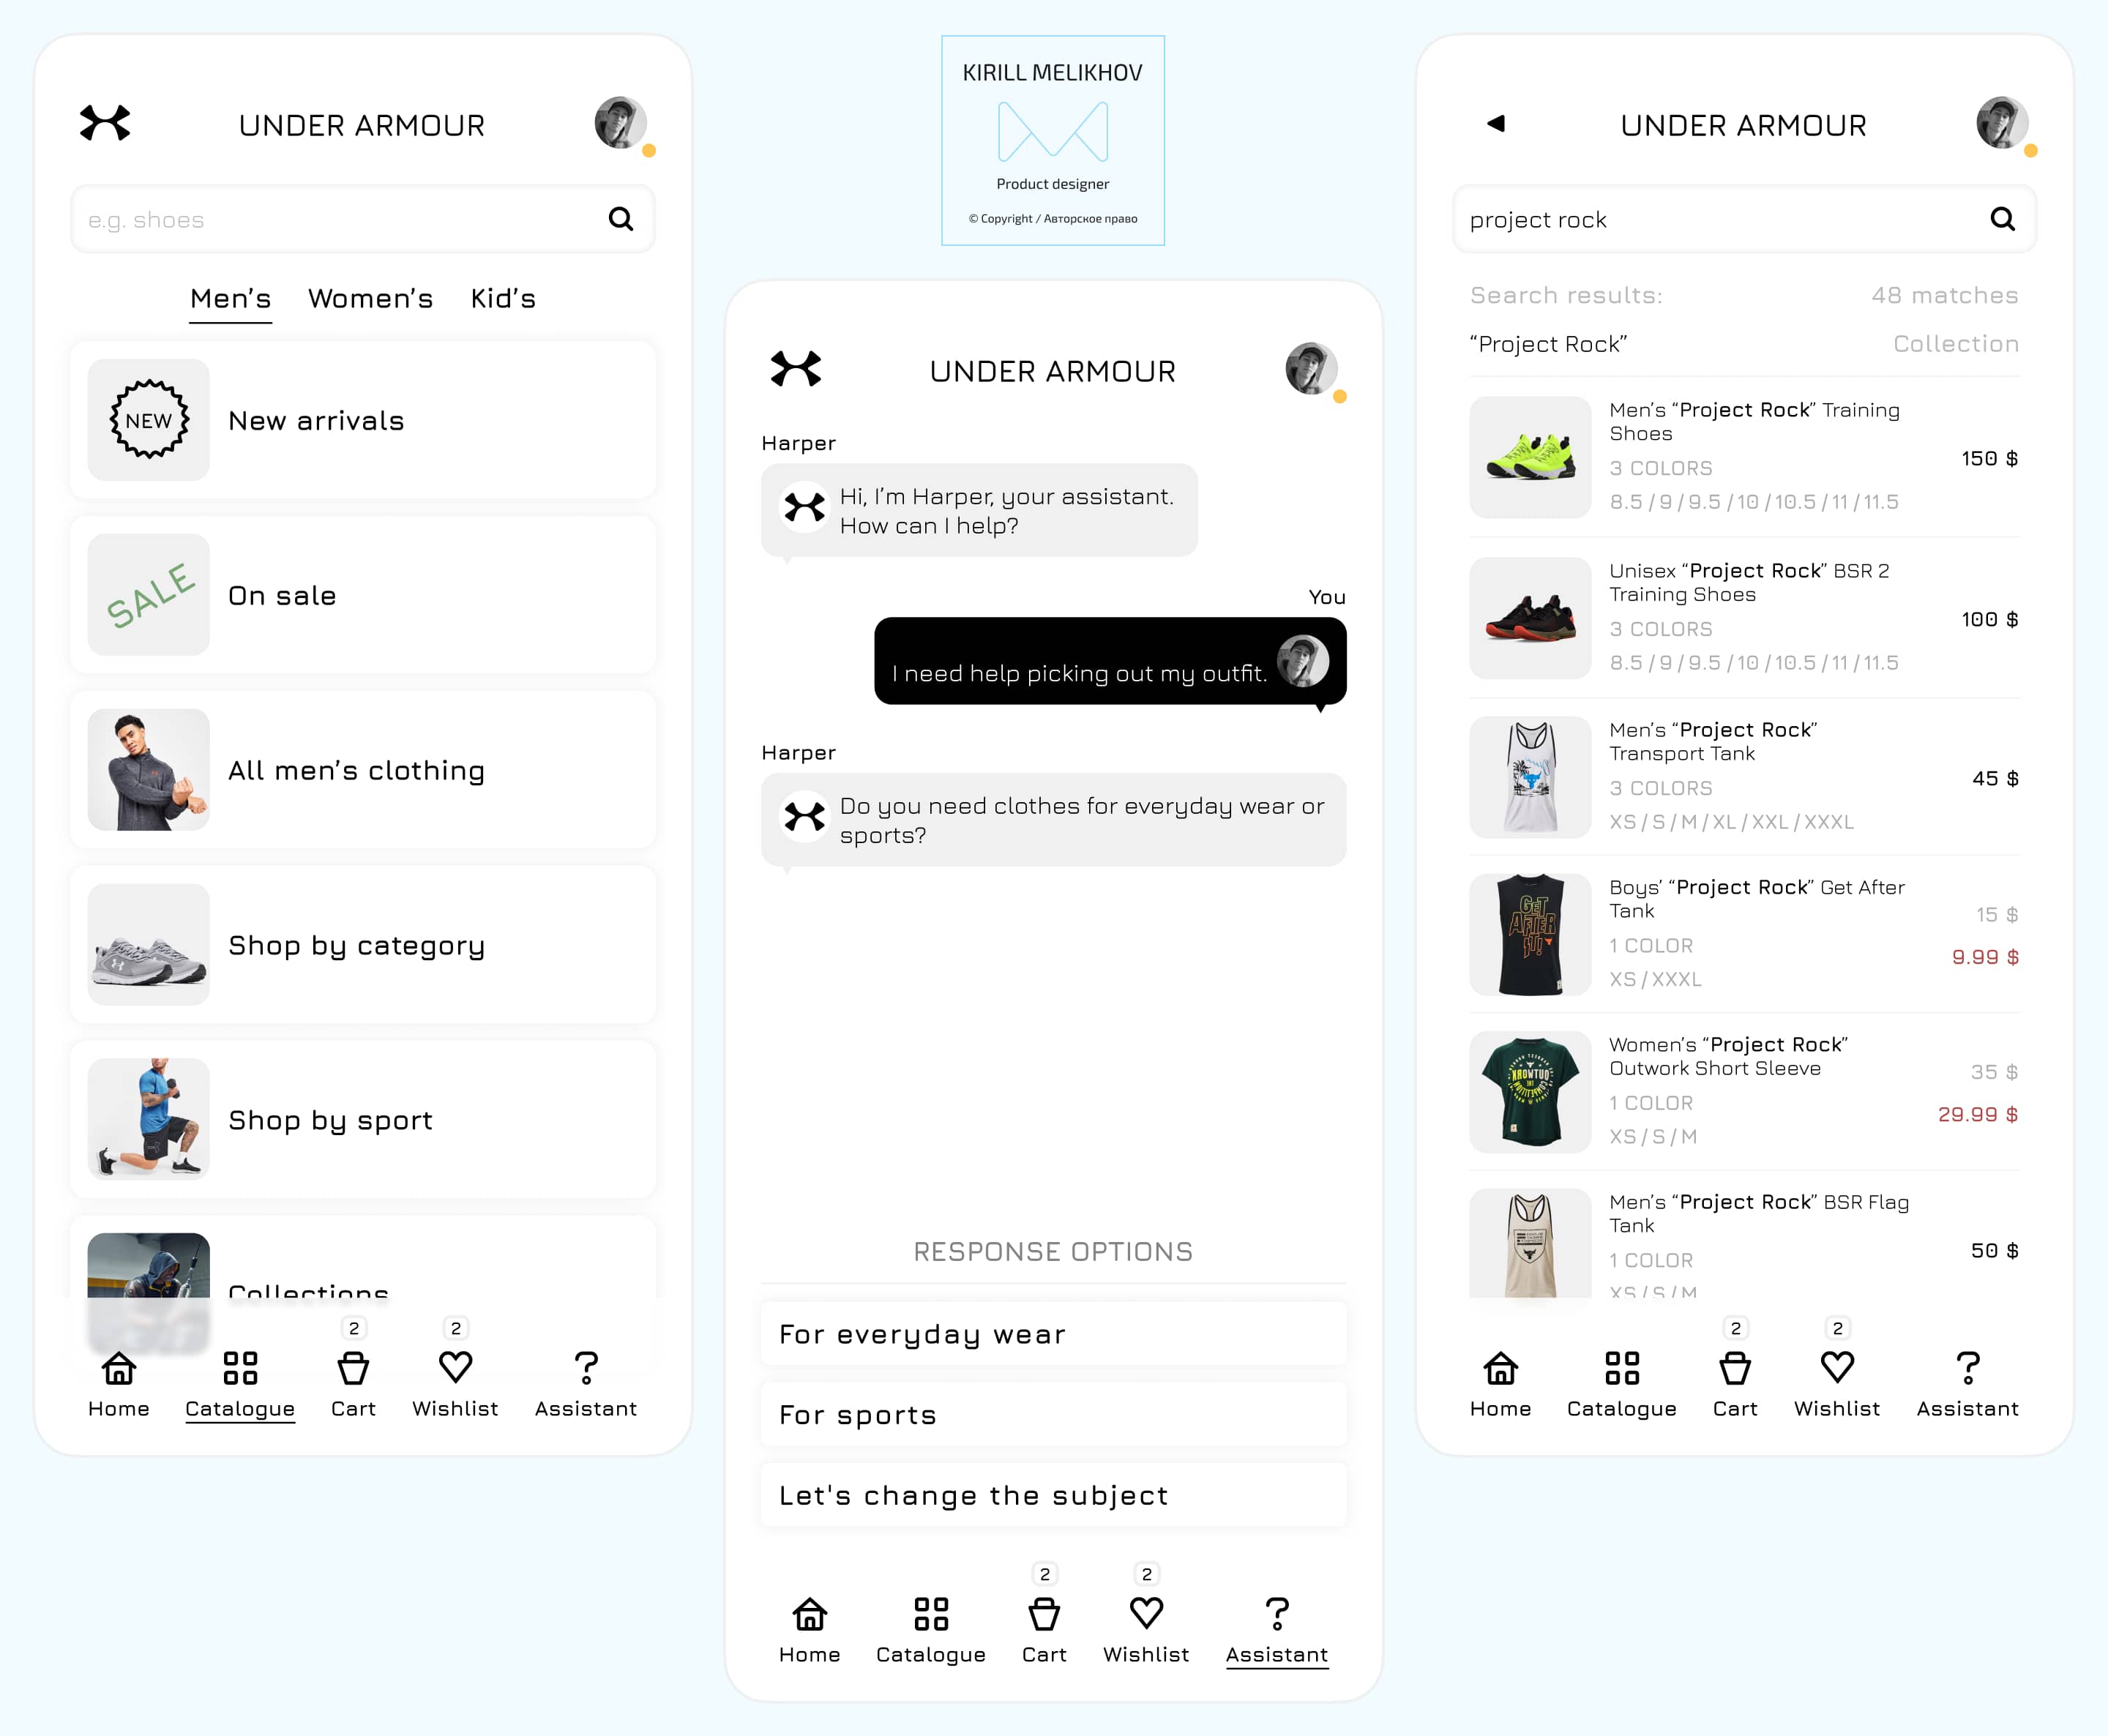 UNDER ARMOUR
e.g. shoes
Men’s Women’s Kid’s
NEW
New arrivals
SALE
On sale
All men’s clothing
Shop by category
Shop by sport
Collections
2 2
Home Catalogue Cart Wishlist Assistant
KIRILL MELIKHOV
Product designer
© Copyright / Авторское право
UNDER ARMOUR
Harper
Hi, I’m Harper, your assistant.
How can I help?
You
I need help picking out my outfit.
Harper
Do you need clothes for everyday wear or
sports?
RESPONSE OPTIONS
For everyday wear
For sports
Let's change the subject
2 2
Home Catalogue Cart Wishlist Assistant
UNDER ARMOUR
project rock
Search results: 48 matches
“Project Rock” Collection
Men’s “Project Rock” Training
Shoes
150 $
3 COLORS
8.5 / 9 / 9.5 / 10 / 10.5 / 11 / 11.5
Unisex “Project Rock” BSR 2
Training Shoes
100 $
3 COLORS
8.5 / 9 / 9.5 / 10 / 10.5 / 11 / 11.5
Men’s “Project Rock”
Transport Tank
45 $
3 COLORS
XS / S / M / XL / XXL / XXXL
GET
AFTER
IT!
Boys’ “Project Rock” Get After
Tank
15 $
1 COLOR
9.99 $
XS / XXXL
Women’s “Project Rock”
Outwork Short Sleeve
35 $
1 COLOR
29.99 $
XS / S / M
Men’s “Project Rock” BSR Flag
Tank
50 $
1 COLOR
XS / S / M
2 2
Home Catalogue Cart Wishlist Assistant